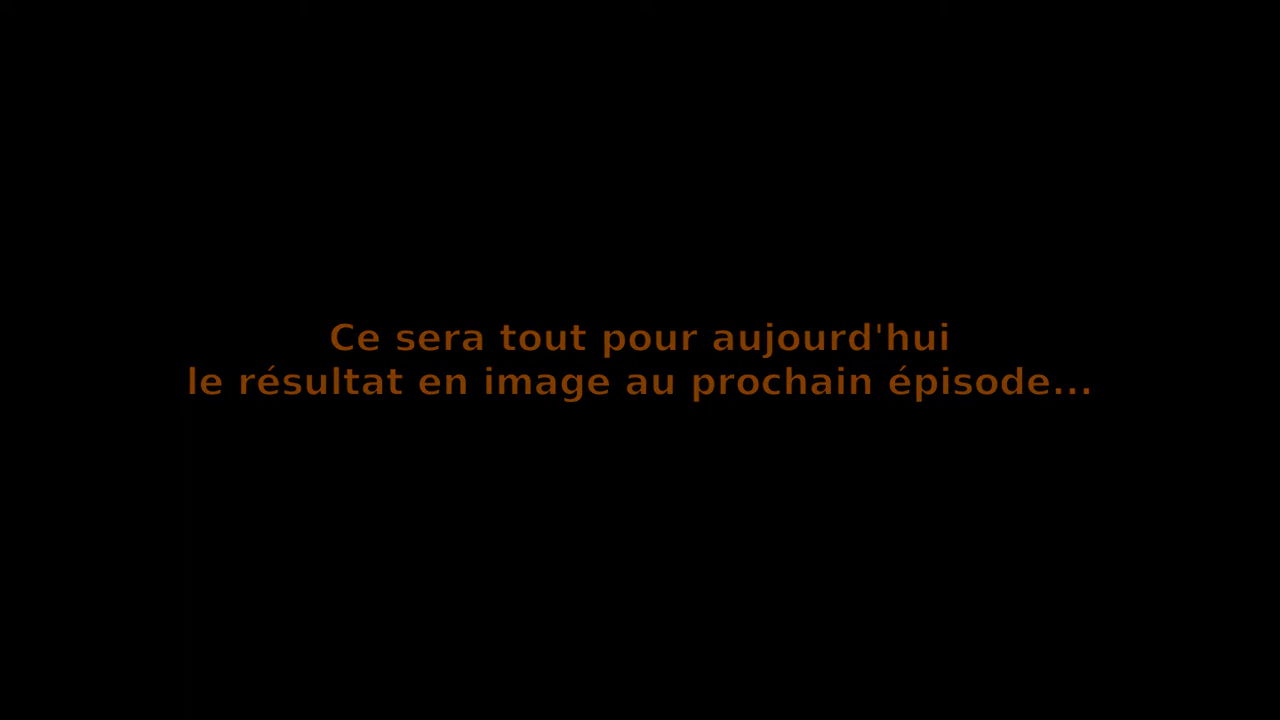 Ce sera tout pour aujourd'hui
le résultat en image au prochain épisode...